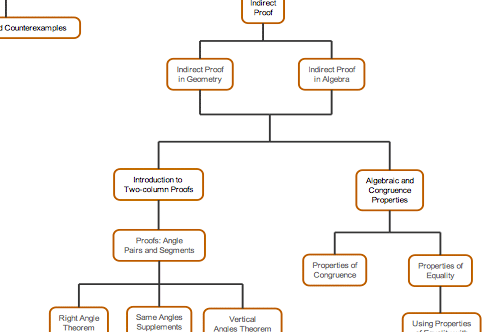 Indirect
Proof
d Counterexamples
Indirect Proof
in Geometry
Indirect Proof
in Algebra
Introduction to
Two-column Proofs
Algebraic and
Congruence
Properties
Proofs: Angle
Pairs and Segments
Properties of
Congruence
Properties of
Equality
Right Angle
Theorem
Same Angles
Supplements
Vertical
Angles Theorem
Using Properties